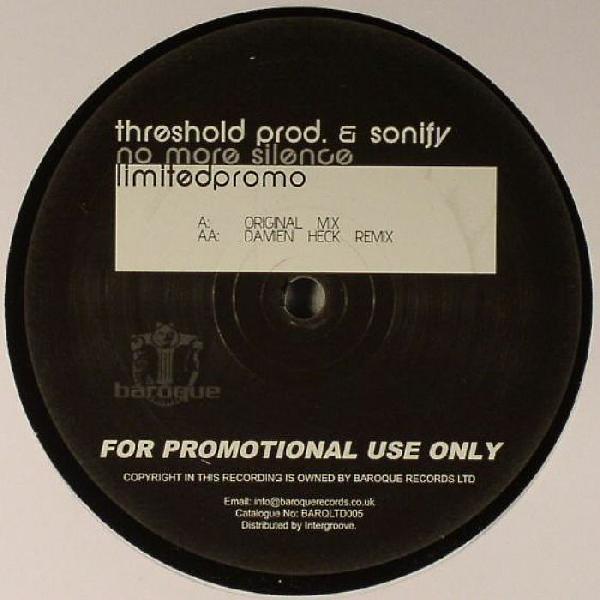 threshold prod. & sonify
no more silence
limitedpromo
A: ORIGINAL MIX
AA: DAMIEN HECK REMIX
baroque
FOR PROMOTIONAL USE ONLY
COPYRIGHT IN THIS RECORDING IS OWNED BY BAROQUE RECORDS LTD
Email: info@baroquerecords.co.uk
Catalogue No: BARQLTD005
Distributed by Intergroove.